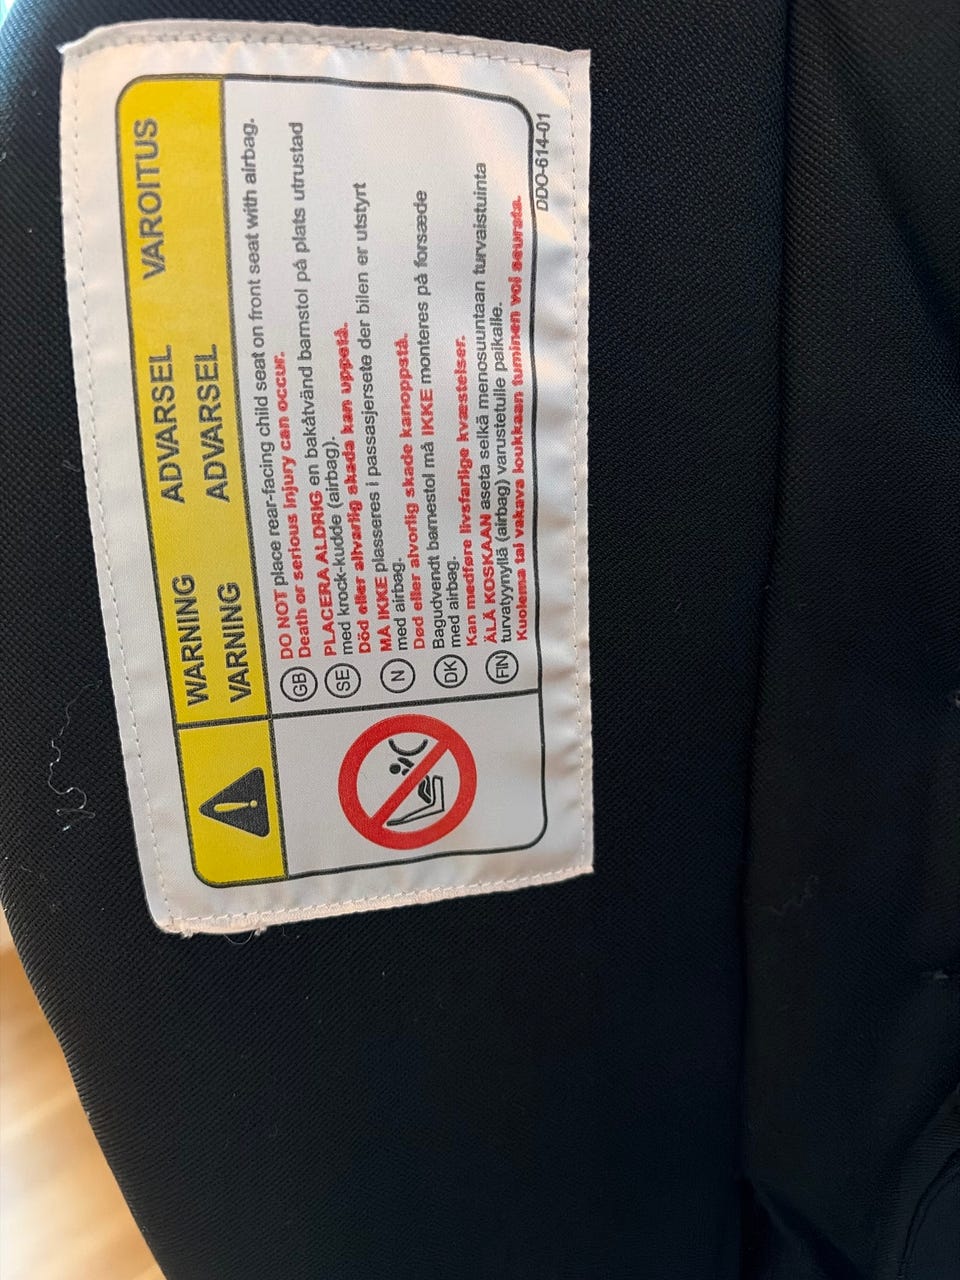 WARNING ADVARSEL VAROITUS
VARNING ADVARSEL
GB DO NOT place rear-facing child seat on front seat with airbag.
Death or serious injury can occur.
SE PLACERA ALDRIG en bakåtvänd barnstol på plats utrustad
med krock-kudde (airbag).
Död eller allvarlig skada kan uppstå.
N MÅ IKKE plasseres i passasjersete der bilen er utstyrt
med airbag.
Død eller alvorlig skade kan oppstå.
DK Bagudvendt barnestol må IKKE monteres på forsæde
med airbag.
Kan medføre livsfarlige kvæstelser.
FIN ÄLÄ KOSKAAN aseta selkä menosuuntaan turvaistuinta
turvatyynyllä (airbag) varustetulle paikalle.
Kuolema tai vakava loukkaantuminen voi seurata.
DDO-614-01